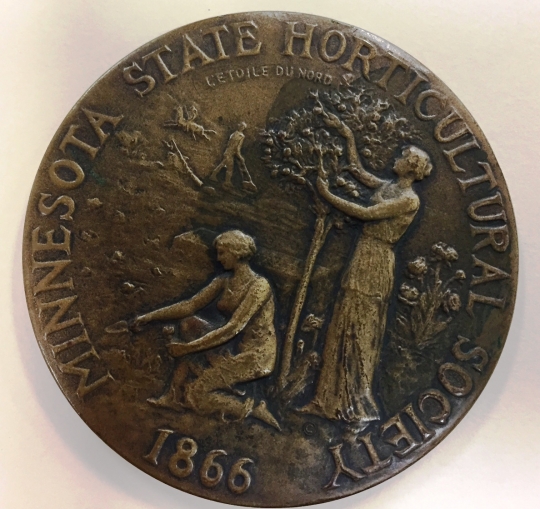 MINNESOTA STATE HORTICULTURAL SOCIETY
L'ETOILE DU NORD
1866